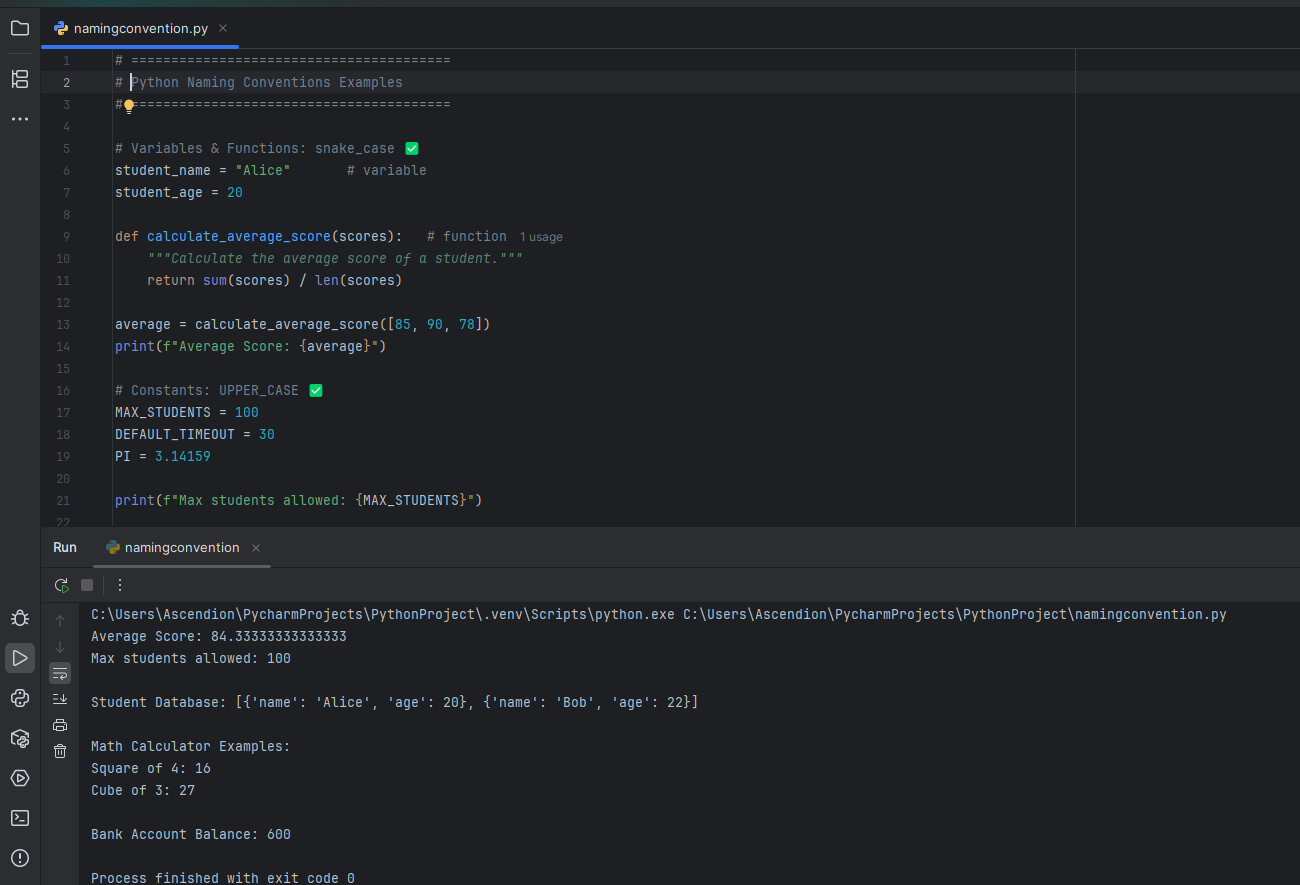 namingconvention.py
1 # ========================================
2 # Python Naming Conventions Examples
3 # ========================================
4
5 # Variables & Functions: snake_case ✅
6 student_name = "Alice"       # variable
7 student_age = 20
8
9 def calculate_average_score(scores):   # function 1 usage
10     """Calculate the average score of a student."""
11     return sum(scores) / len(scores)
12
13 average = calculate_average_score([85, 90, 78])
14 print(f"Average Score: {average}")
15
16 # Constants: UPPER_CASE ✅
17 MAX_STUDENTS = 100
18 DEFAULT_TIMEOUT = 30
19 PI = 3.14159
20
21 print(f"Max students allowed: {MAX_STUDENTS}")
22
Run namingconvention
C:\Users\Ascendion\PycharmProjects\PythonProject\.venv\Scripts\python.exe C:\Users\Ascendion\PycharmProjects\PythonProject\namingconvention.py
Average Score: 84.33333333333333
Max students allowed: 100
Student Database: [{'name': 'Alice', 'age': 20}, {'name': 'Bob', 'age': 22}]
Math Calculator Examples:
Square of 4: 16
Cube of 3: 27
Bank Account Balance: 600
Process finished with exit code 0